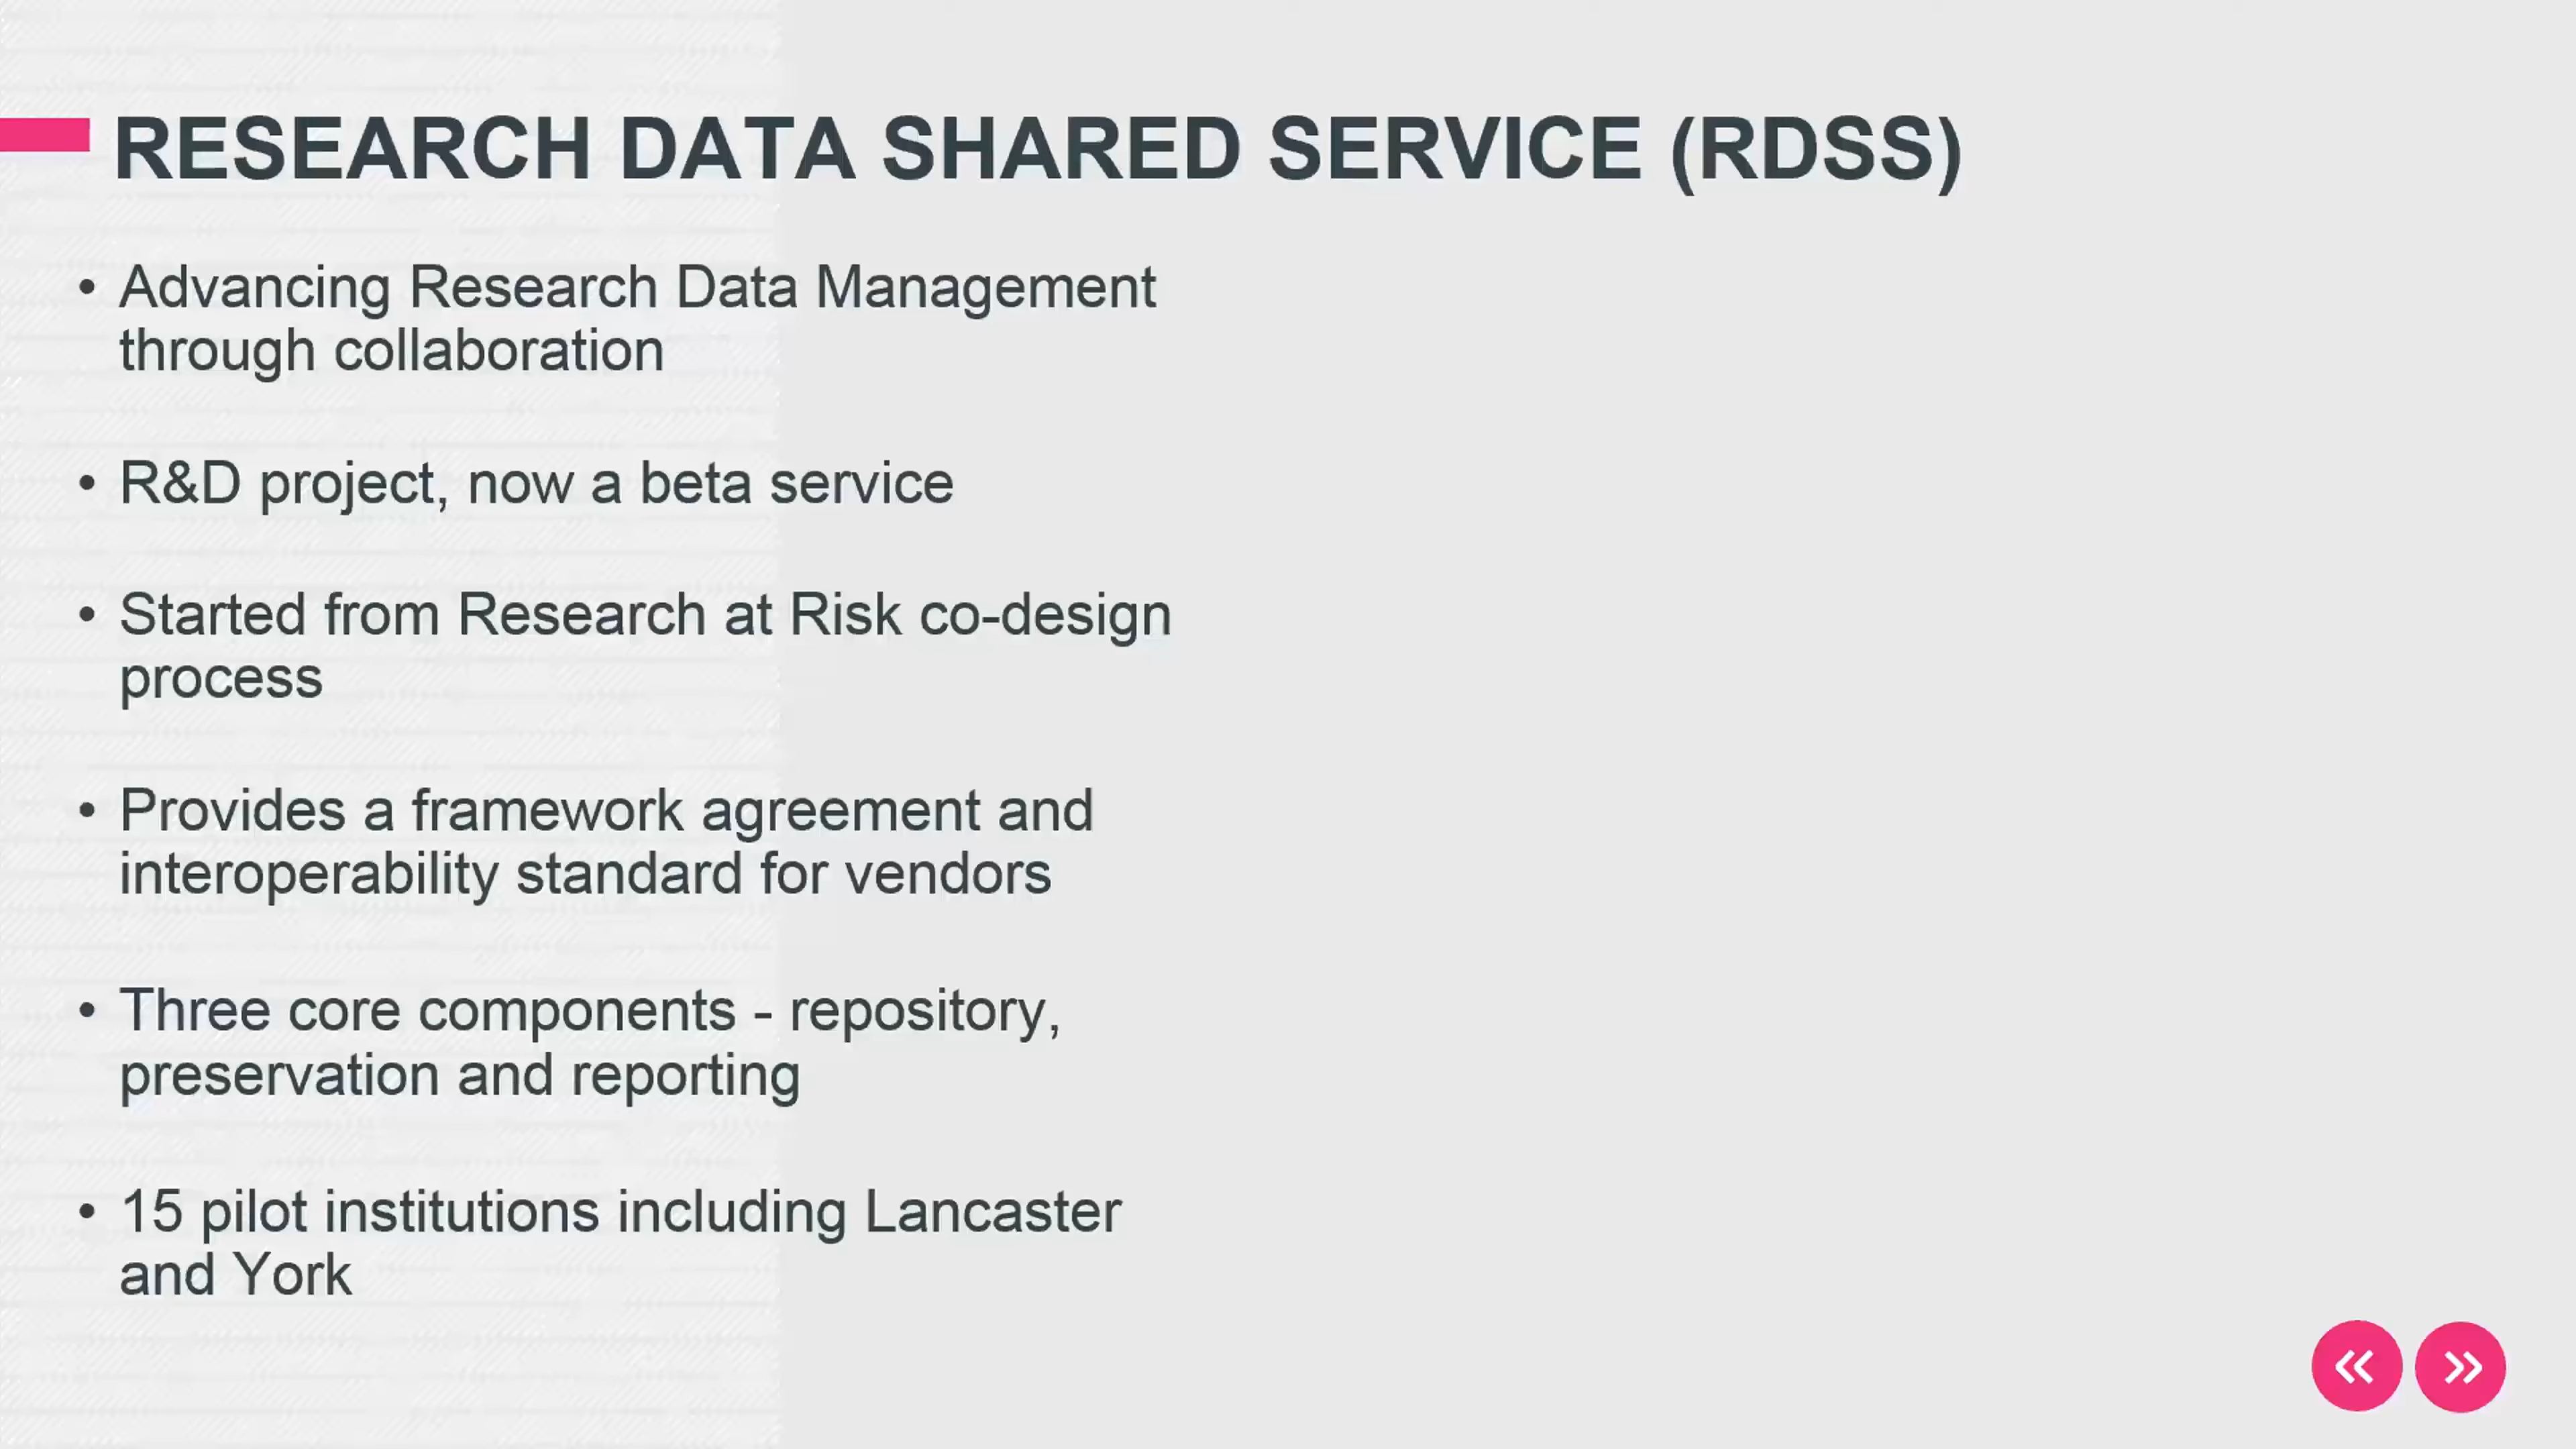 RESEARCH DATA SHARED SERVICE (RDSS)
• Advancing Research Data Management
through collaboration
• R&D project, now a beta service
• Started from Research at Risk co-design
process
• Provides a framework agreement and
interoperability standard for vendors
• Three core components - repository,
preservation and reporting
• 15 pilot institutions including Lancaster
and York